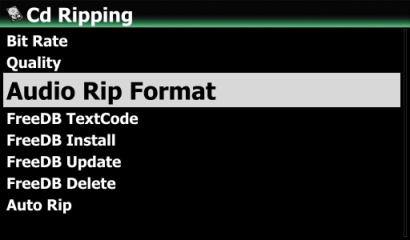 Cd Ripping
Bit Rate
Quality
Audio Rip Format
FreeDB TextCode
FreeDB Install
FreeDB Update
FreeDB Delete
Auto Rip